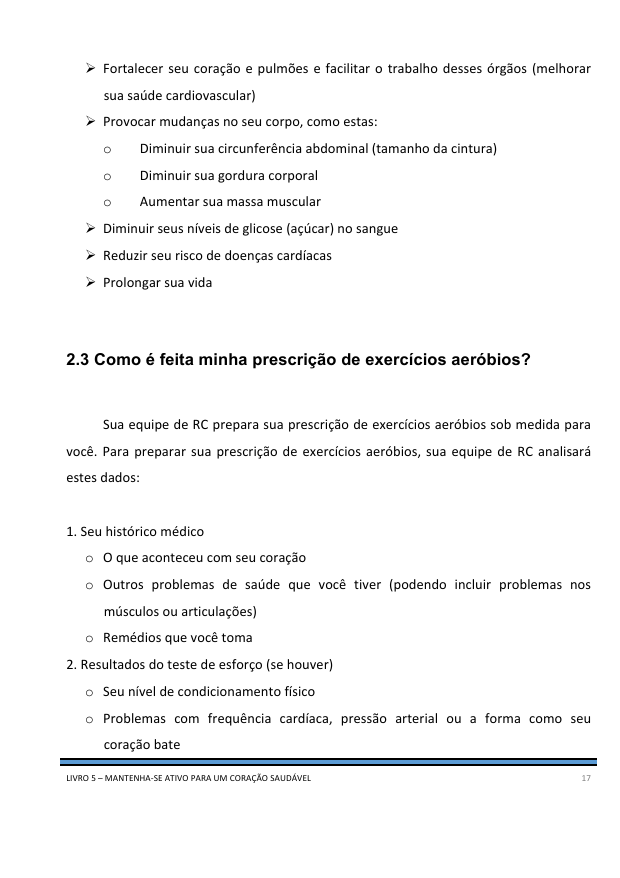 ➢ Fortalecer seu coração e pulmões e facilitar o trabalho desses órgãos (melhorar
sua saúde cardiovascular)
➢ Provocar mudanças no seu corpo, como estas:
o Diminuir sua circunferência abdominal (tamanho da cintura)
o Diminuir sua gordura corporal
o Aumentar sua massa muscular
➢ Diminuir seus níveis de glicose (açúcar) no sangue
➢ Reduzir seu risco de doenças cardíacas
➢ Prolongar sua vida
2.3 Como é feita minha prescrição de exercícios aeróbios?
Sua equipe de RC prepara sua prescrição de exercícios aeróbios sob medida para
você. Para preparar sua prescrição de exercícios aeróbios, sua equipe de RC analisará
estes dados:
1. Seu histórico médico
o O que aconteceu com seu coração
o Outros problemas de saúde que você tiver (podendo incluir problemas nos
músculos ou articulações)
o Remédios que você toma
2. Resultados do teste de esforço (se houver)
o Seu nível de condicionamento físico
o Problemas com frequência cardíaca, pressão arterial ou a forma como seu
coração bate
LIVRO 5 – MANTENHA-SE ATIVO PARA UM CORAÇÃO SAUDÁVEL 17